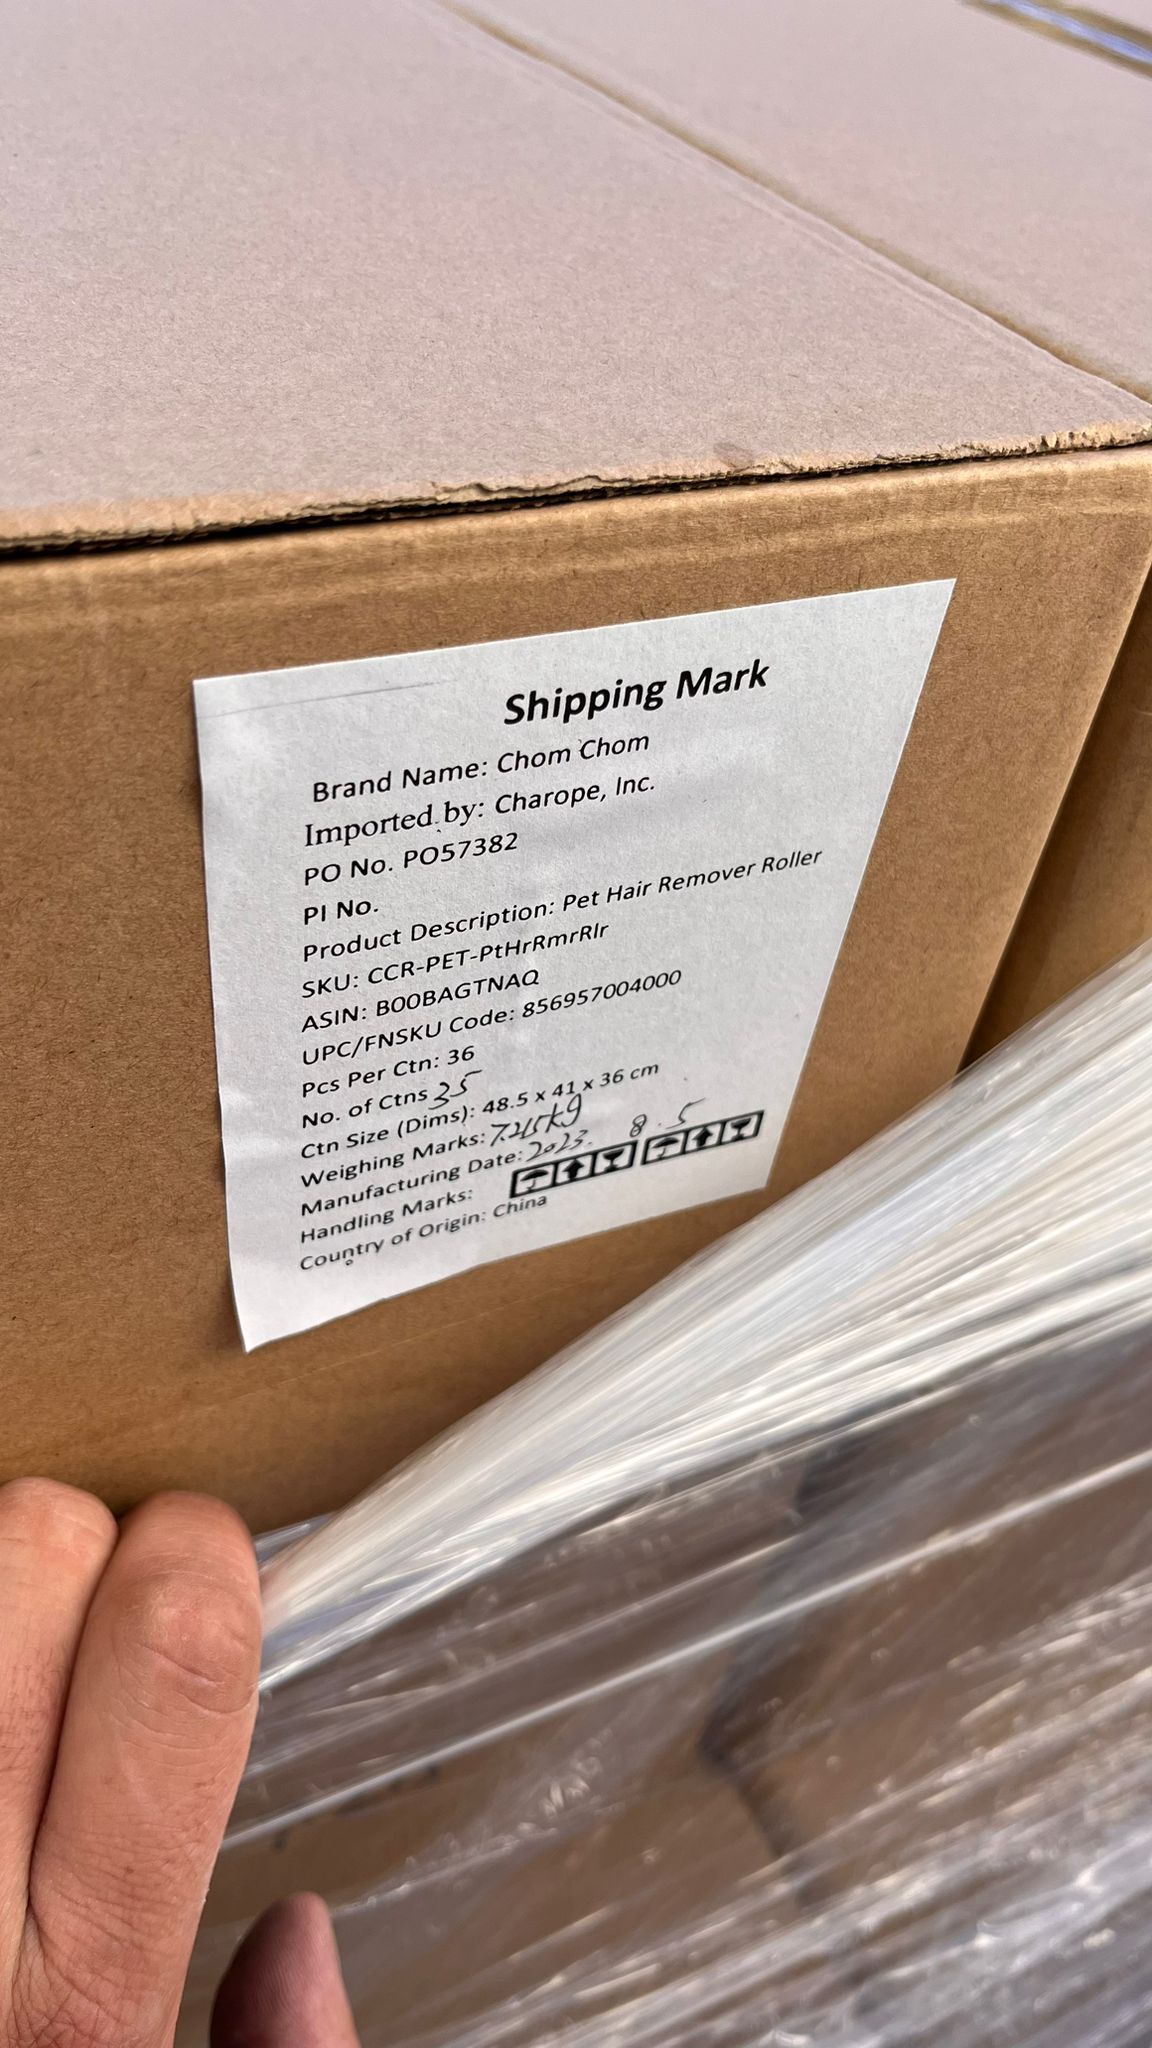 Shipping Mark
Brand Name: Chom Chom
Imported by: Charope, Inc.
PO No. PO57382
PI No.
Product Description: Pet Hair Remover Roller
SKU: CCR-PET-PtHrRmrRlr
ASIN: B00BAGTNAQ
UPC/FNSKU Code: 856957004000
Pcs Per Ctn: 36
No. of Ctns 35
Ctn Size (Dims): 48.5 x 41 x 36 cm
Weighing Marks: 7.215kg
Manufacturing Date: 2023. 8.5
Handling Marks:
Country of Origin: China